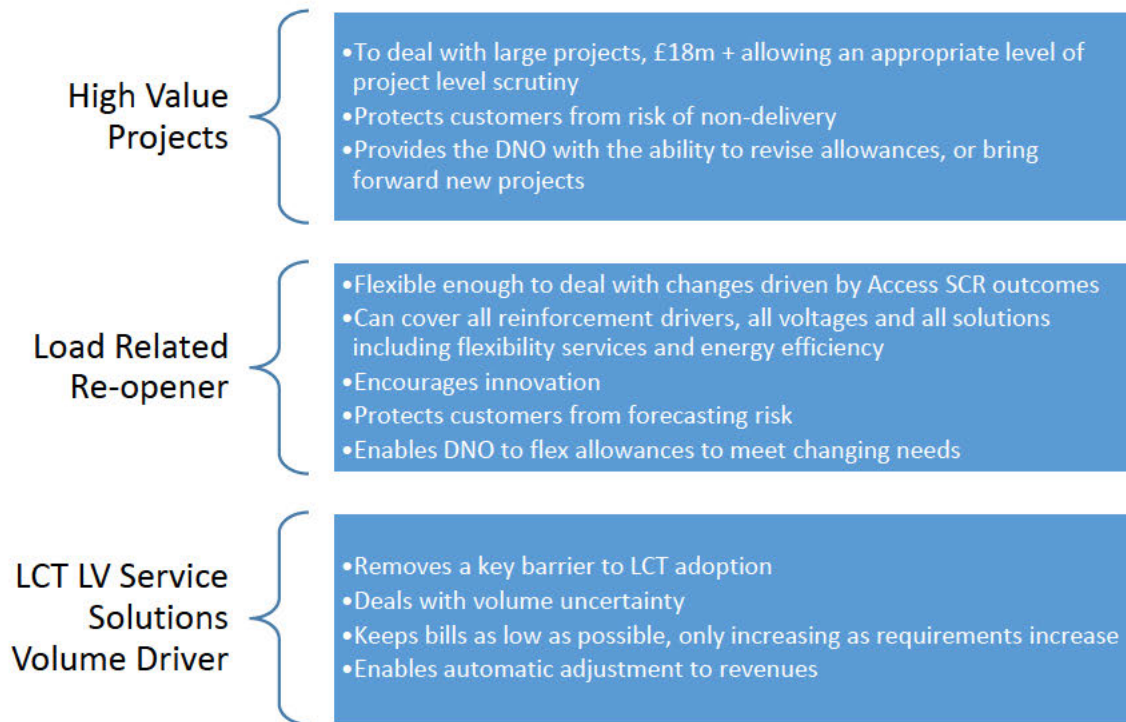 High Value
Projects
•To deal with large projects, £18m + allowing an appropriate level of
project level scrutiny
•Protects customers from risk of non-delivery
•Provides the DNO with the ability to revise allowances, or bring
forward new projects
Load Related
Re-opener
•Flexible enough to deal with changes driven by Access SCR outcomes
•Can cover all reinforcement drivers, all voltages and all solutions
including flexibility services and energy efficiency
•Encourages innovation
•Protects customers from forecasting risk
•Enables DNO to flex allowances to meet changing needs
LCT LV Service
Solutions
Volume Driver
•Removes a key barrier to LCT adoption
•Deals with volume uncertainty
•Keeps bills as low as possible, only increasing as requirements increase
•Enables automatic adjustment to revenues